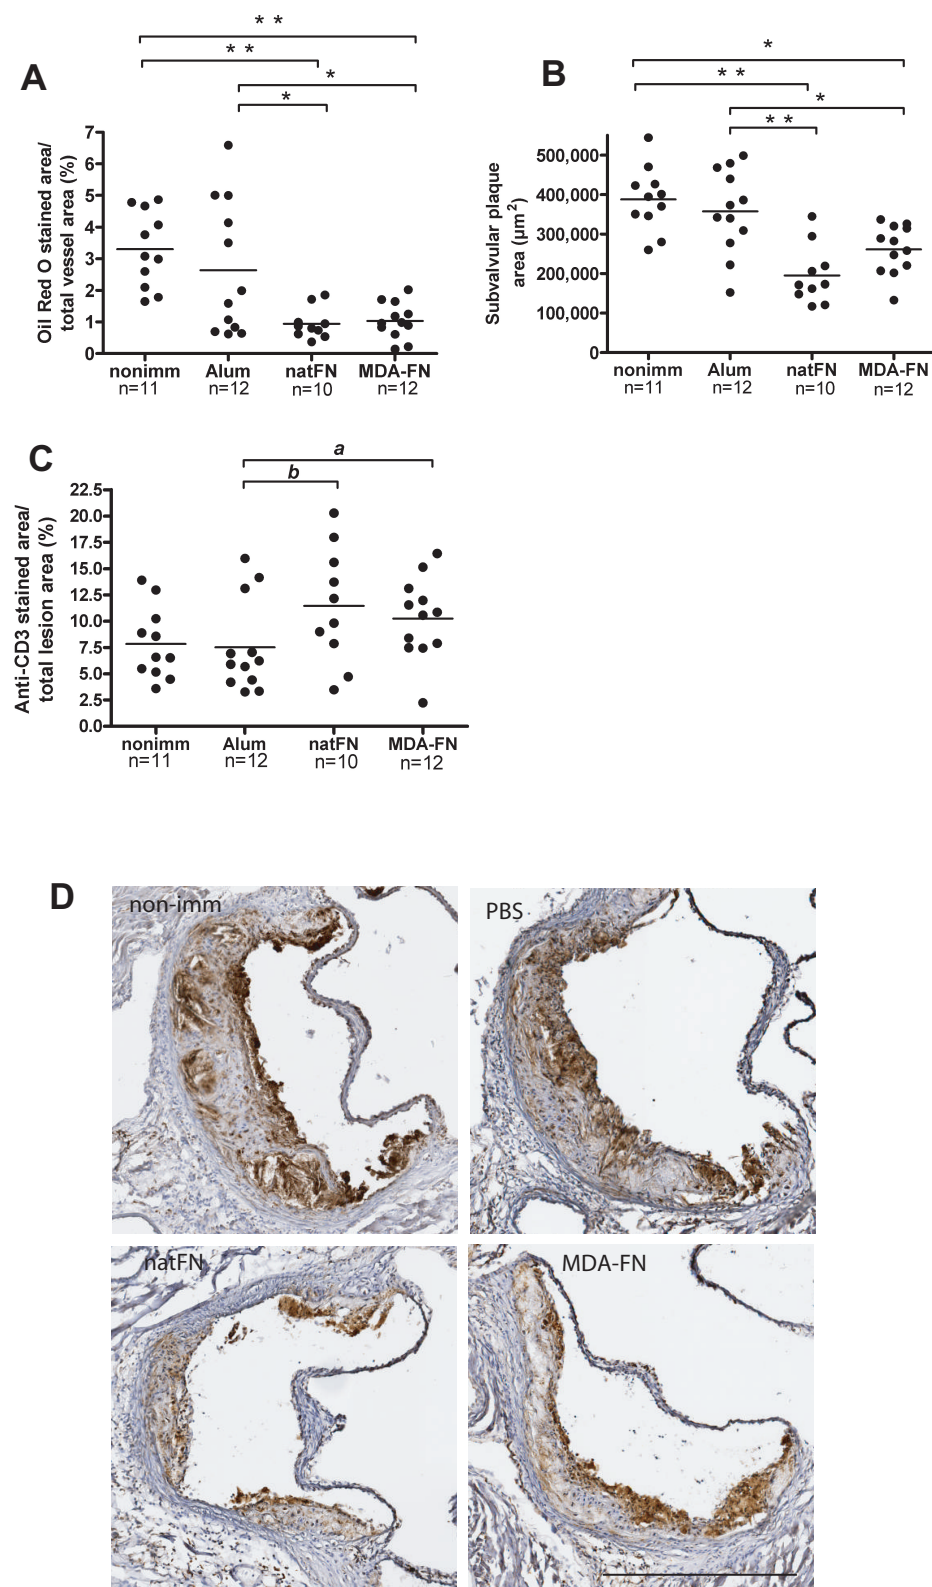 A
* *
* *
*
*
Oil Red O stained area/
total vessel area (%)
7
6
5
4
3
2
1
0
nonimm Alum natFN MDA-FN
n=11 n=12 n=10 n=12
B
*
* *
*
* *
Subvalvular plaque
area (µm²)
500,000
400,000
300,000
200,000
100,000
0
nonimm Alum natFN MDA-FN
n=11 n=12 n=10 n=12
C
a
b
Anti-CD3 stained area/
total lesion area (%)
22.5
20.0
17.5
15.0
12.5
10.0
7.5
5.0
2.5
0.0
nonimm Alum natFN MDA-FN
n=11 n=12 n=10 n=12
D
non-imm
PBS
natFN
MDA-FN